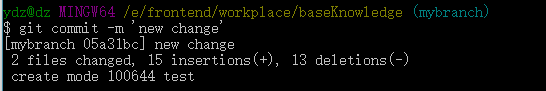 ydz@dz MINGW64 /e/frontend/workplace/baseKnowledge (mybranch)
$ git commit -m 'new change'
[mybranch 05a31bc] new change
 2 files changed, 15 insertions(+), 13 deletions(-)
 create mode 100644 test